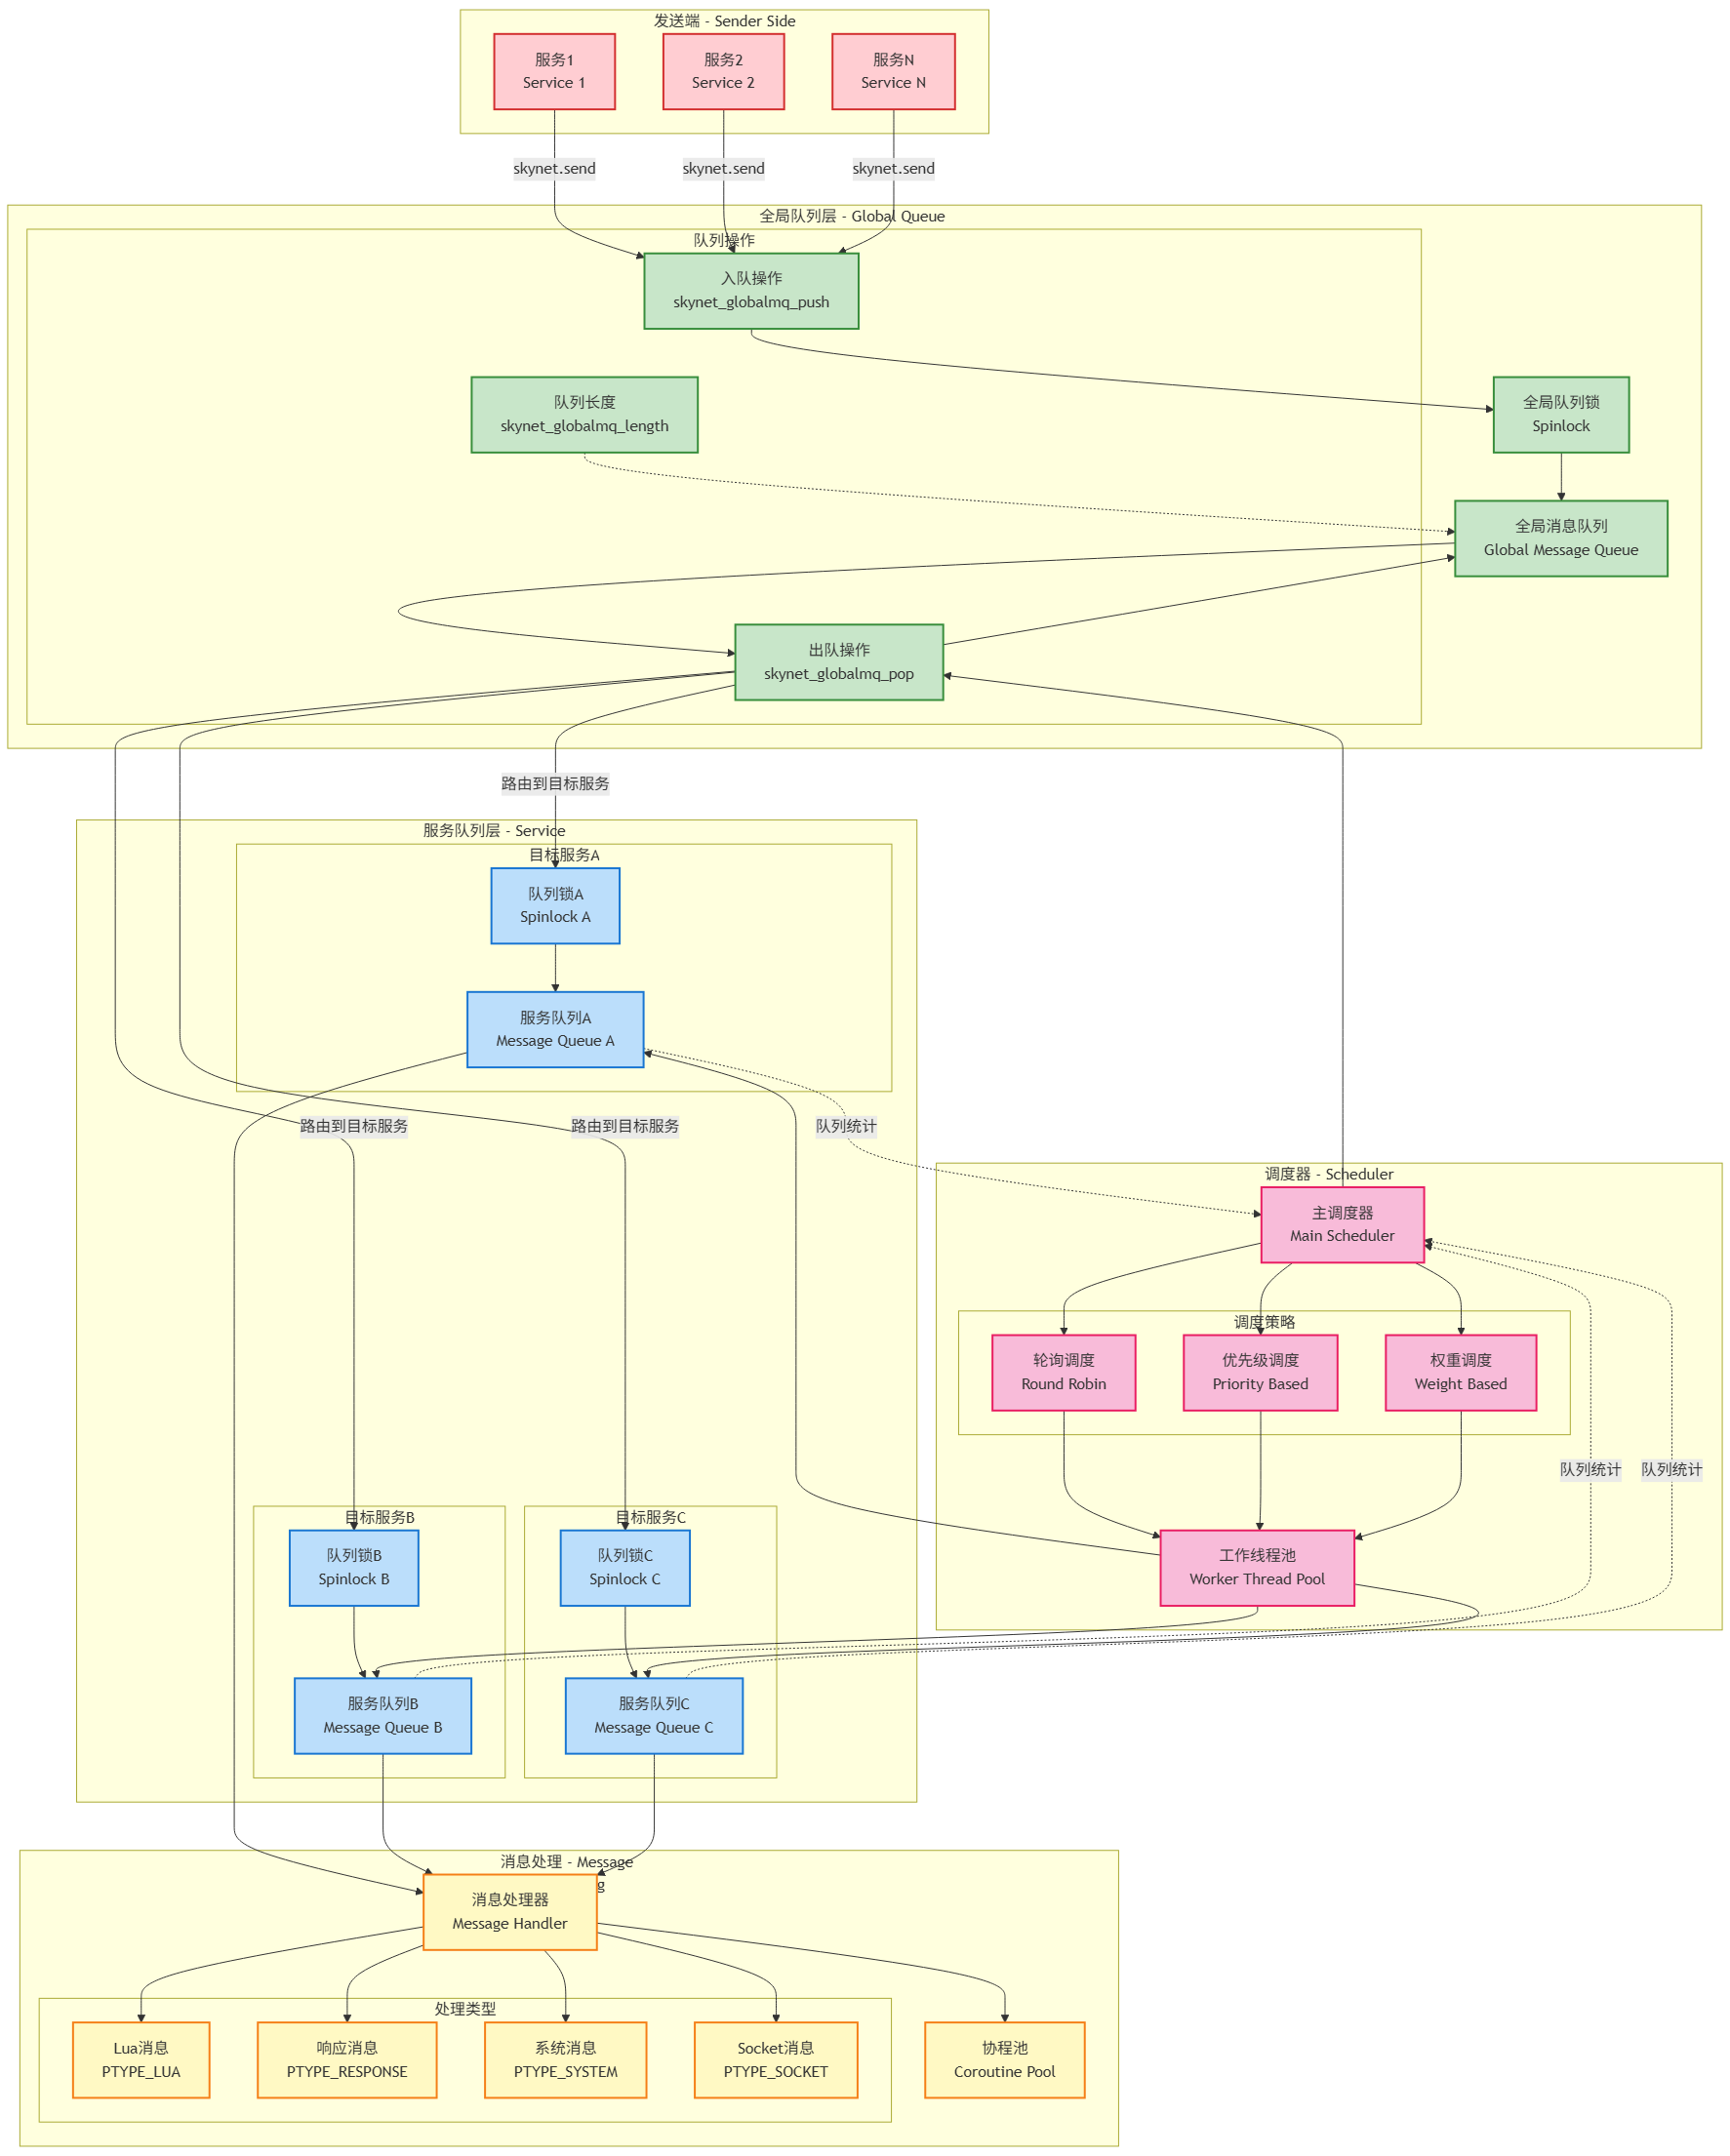 发送端 - Sender Side
服务1
Service 1
服务2
Service 2
服务N
Service N
skynet.send
skynet.send
skynet.send
全局队列层 - Global Queue
队列操作
入队操作
skynet_globalmq_push
队列长度
skynet_globalmq_length
全局队列锁
Spinlock
全局消息队列
Global Message Queue
出队操作
skynet_globalmq_pop
路由到目标服务
服务队列层 - Service
目标服务A
队列锁A
Spinlock A
服务队列A
Message Queue A
路由到目标服务
路由到目标服务
队列统计
调度器 - Scheduler
主调度器
Main Scheduler
调度策略
轮询调度
Round Robin
优先级调度
Priority Based
权重调度
Weight Based
队列统计
队列统计
目标服务B
队列锁B
Spinlock B
目标服务C
队列锁C
Spinlock C
工作线程池
Worker Thread Pool
服务队列B
Message Queue B
服务队列C
Message Queue C
消息处理 - Message
g
消息处理器
Message Handler
处理类型
Lua消息
PTYPE_LUA
响应消息
PTYPE_RESPONSE
系统消息
PTYPE_SYSTEM
Socket消息
PTYPE_SOCKET
协程池
Coroutine Pool